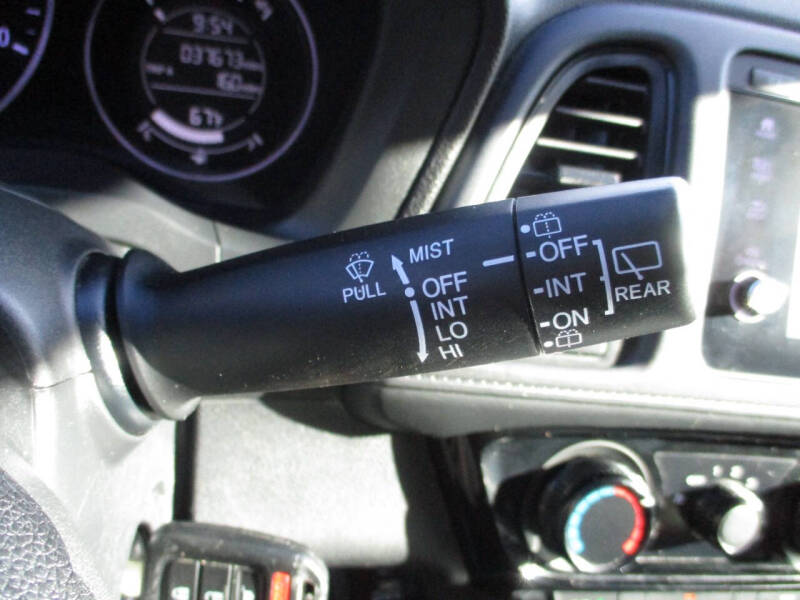 9:54
037673
160
67°F
MIST
PULL
OFF
INT
LO
HI
OFF
INT
ON
REAR